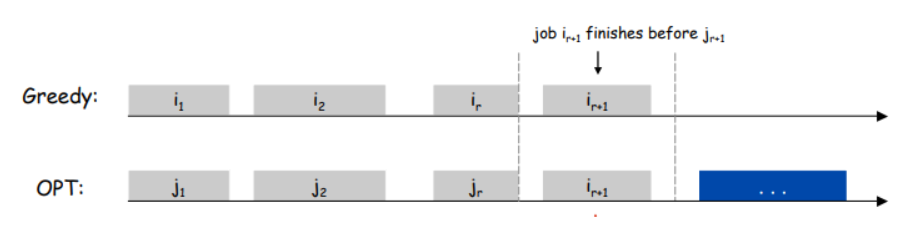 job iᵣ₊₁ finishes before jᵣ₊₁
Greedy: i₁ i₂ iᵣ iᵣ₊₁
OPT: j₁ j₂ jᵣ iᵣ₊₁ . . .